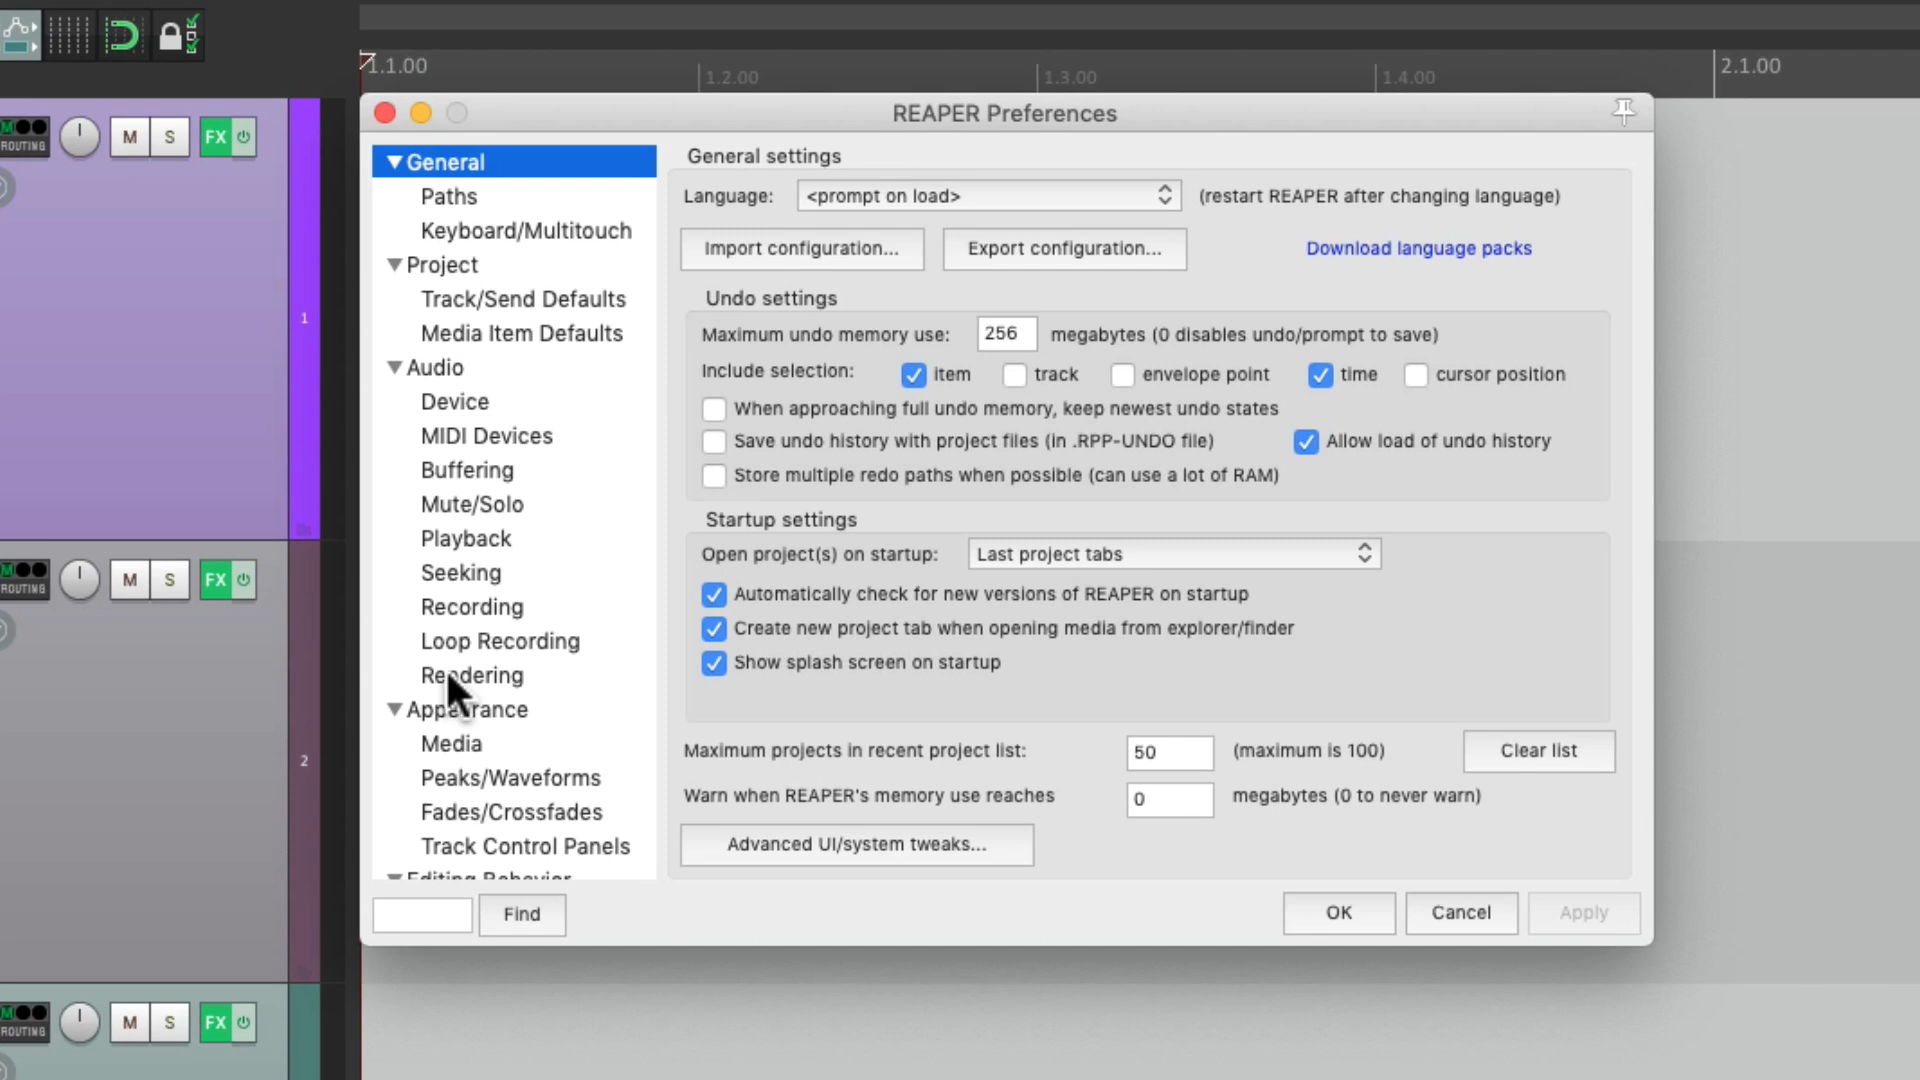 1.1.00
1.2.00
1.3.00
1.4.00
2.1.00
REAPER Preferences
General
Paths
Keyboard/Multitouch
Project
Track/Send Defaults
Media Item Defaults
Audio
Device
MIDI Devices
Buffering
Mute/Solo
Playback
Seeking
Recording
Loop Recording
Rendering
Appearance
Media
Peaks/Waveforms
Fades/Crossfades
Track Control Panels
Editing Behavior
Find
General settings
Language: <prompt on load> (restart REAPER after changing language)
Import configuration... Export configuration... Download language packs
Undo settings
Maximum undo memory use: 256 megabytes (0 disables undo/prompt to save)
Include selection: item track envelope point time cursor position
When approaching full undo memory, keep newest undo states
Save undo history with project files (in .RPP-UNDO file) Allow load of undo history
Store multiple redo paths when possible (can use a lot of RAM)
Startup settings
Open project(s) on startup: Last project tabs
Automatically check for new versions of REAPER on startup
Create new project tab when opening media from explorer/finder
Show splash screen on startup
Maximum projects in recent project list: 50 (maximum is 100) Clear list
Warn when REAPER's memory use reaches 0 megabytes (0 to never warn)
Advanced UI/system tweaks...
OK Cancel Apply
M ROUTING M S FX
1
M ROUTING M S FX
2
M ROUTING M S FX